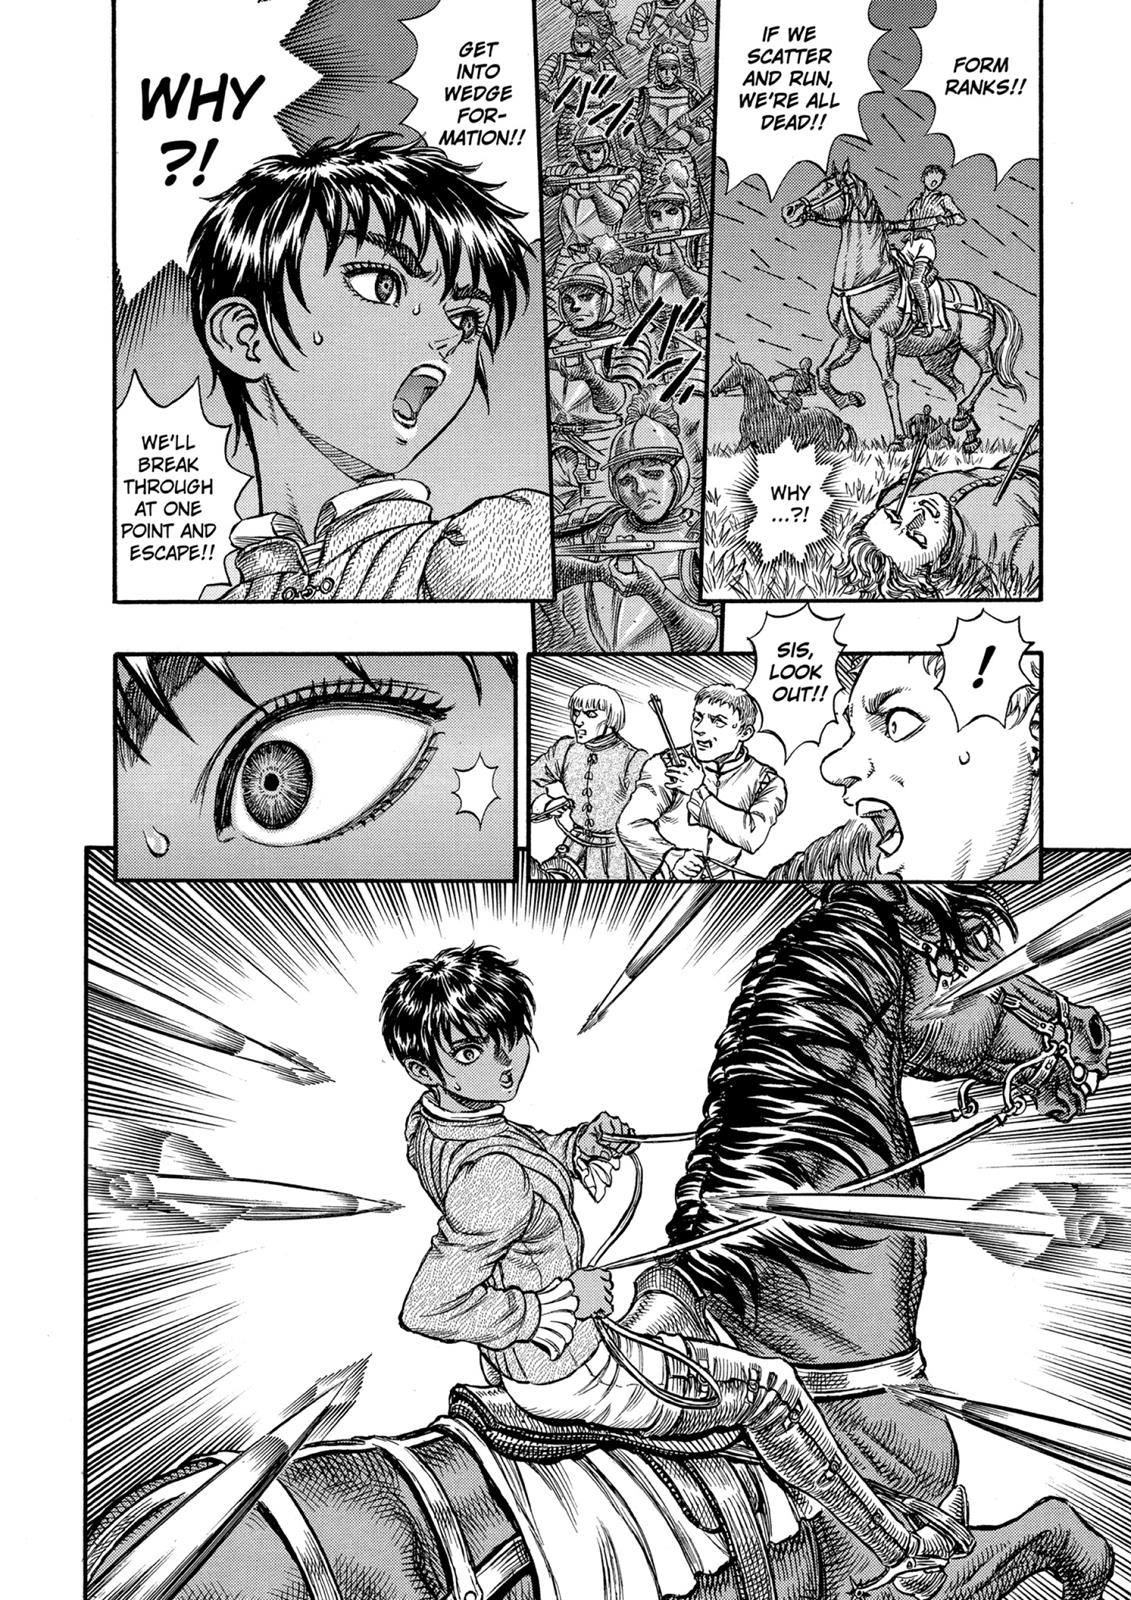 FORM
RANKS!!
IF WE
SCATTER
AND RUN,
WE'RE ALL
DEAD!!
WHY
...?!
GET
INTO
WEDGE
FOR-
MATION!!
WHY
?!
WE'LL
BREAK
THROUGH
AT ONE
POINT AND
ESCAPE!!
!
SIS,
LOOK
OUT!!